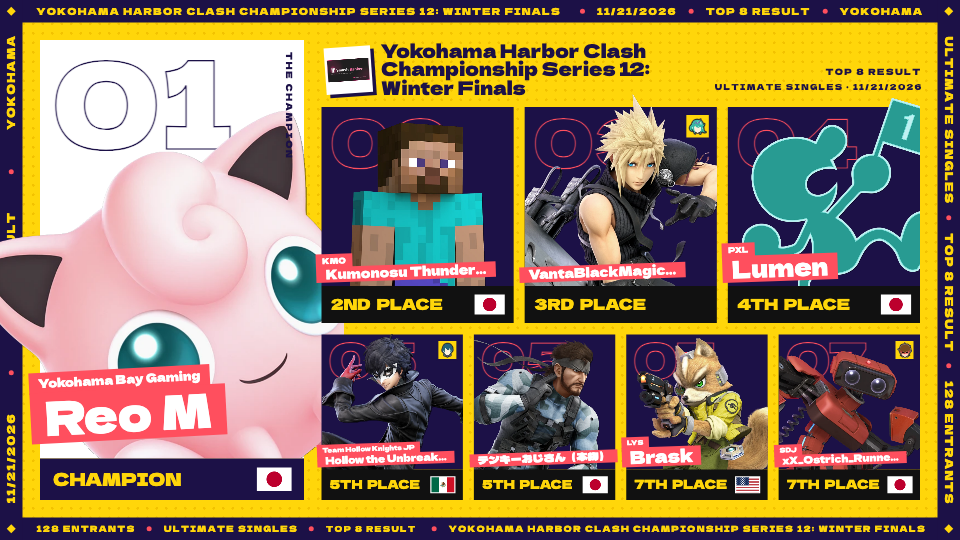 YOKOHAMA HARBOR CLASH CHAMPIONSHIP SERIES 12: WINTER FINALS • 11/21/2026 • TOP 8 RESULT • YOKOHAMA
YOKOHAMA
11/21/2026
01
THE CHAMPION
Yokohama Bay Gaming
Reo M
CHAMPION
Yokohama Harbor Clash
Championship Series 12:
Winter Finals
TOP 8 RESULT
ULTIMATE SINGLES · 11/21/2026
KMO
Kumonosu Thunder...
2ND PLACE
VantaBlackMagic...
3RD PLACE
04
1
PXL
Lumen
4TH PLACE
Team Hollow Knights JP
Hollow the Unbreak...
5TH PLACE
テンキーおじさん（本物）
5TH PLACE
LYS
Brask
7TH PLACE
07
SDJ
xX_Ostrich_Runne...
7TH PLACE
ULTIMATE SINGLES • TOP 8 RESULT • 128 ENTRANTS
128 ENTRANTS • ULTIMATE SINGLES • TOP 8 RESULT • YOKOHAMA HARBOR CLASH CHAMPIONSHIP SERIES 12: WINTER FINALS